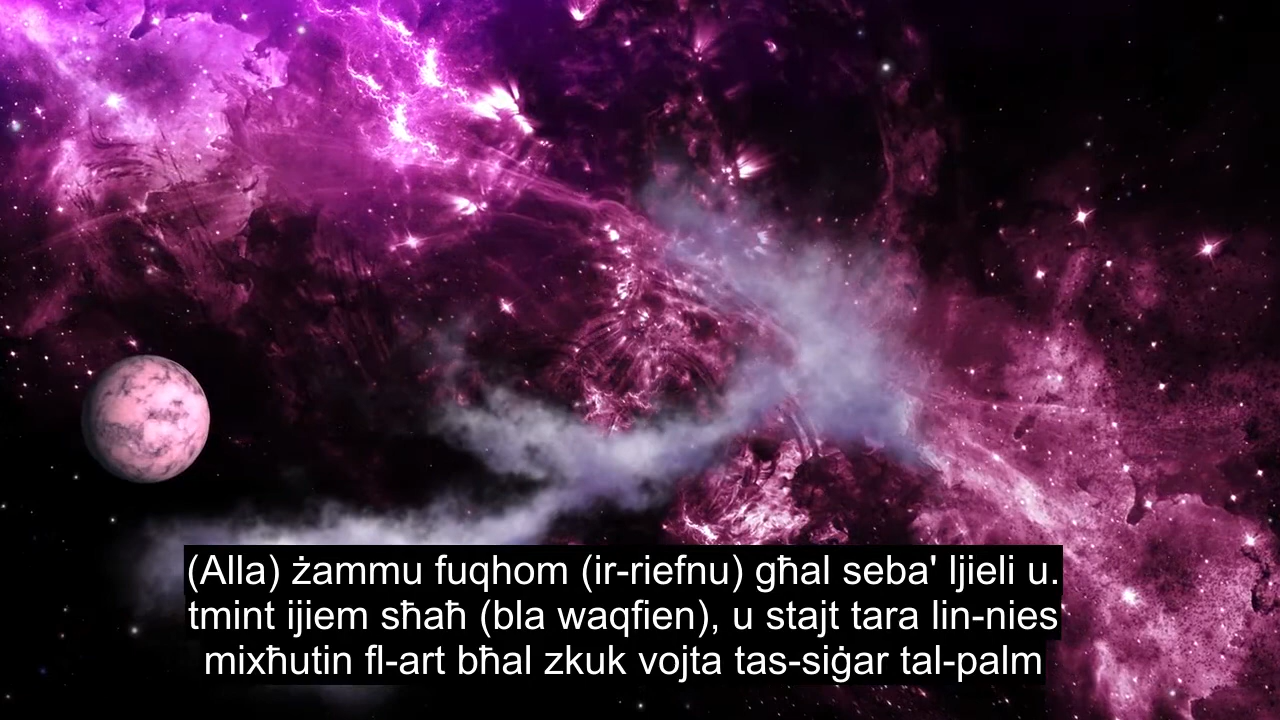 (Alla) żammu fuqhom (ir-riefnu) għal seba' ljieli u.
tmint ijiem sħaħ (bla waqfien), u stajt tara lin-nies
mixħutin fl-art bħal zkuk vojta tas-siġar tal-palm